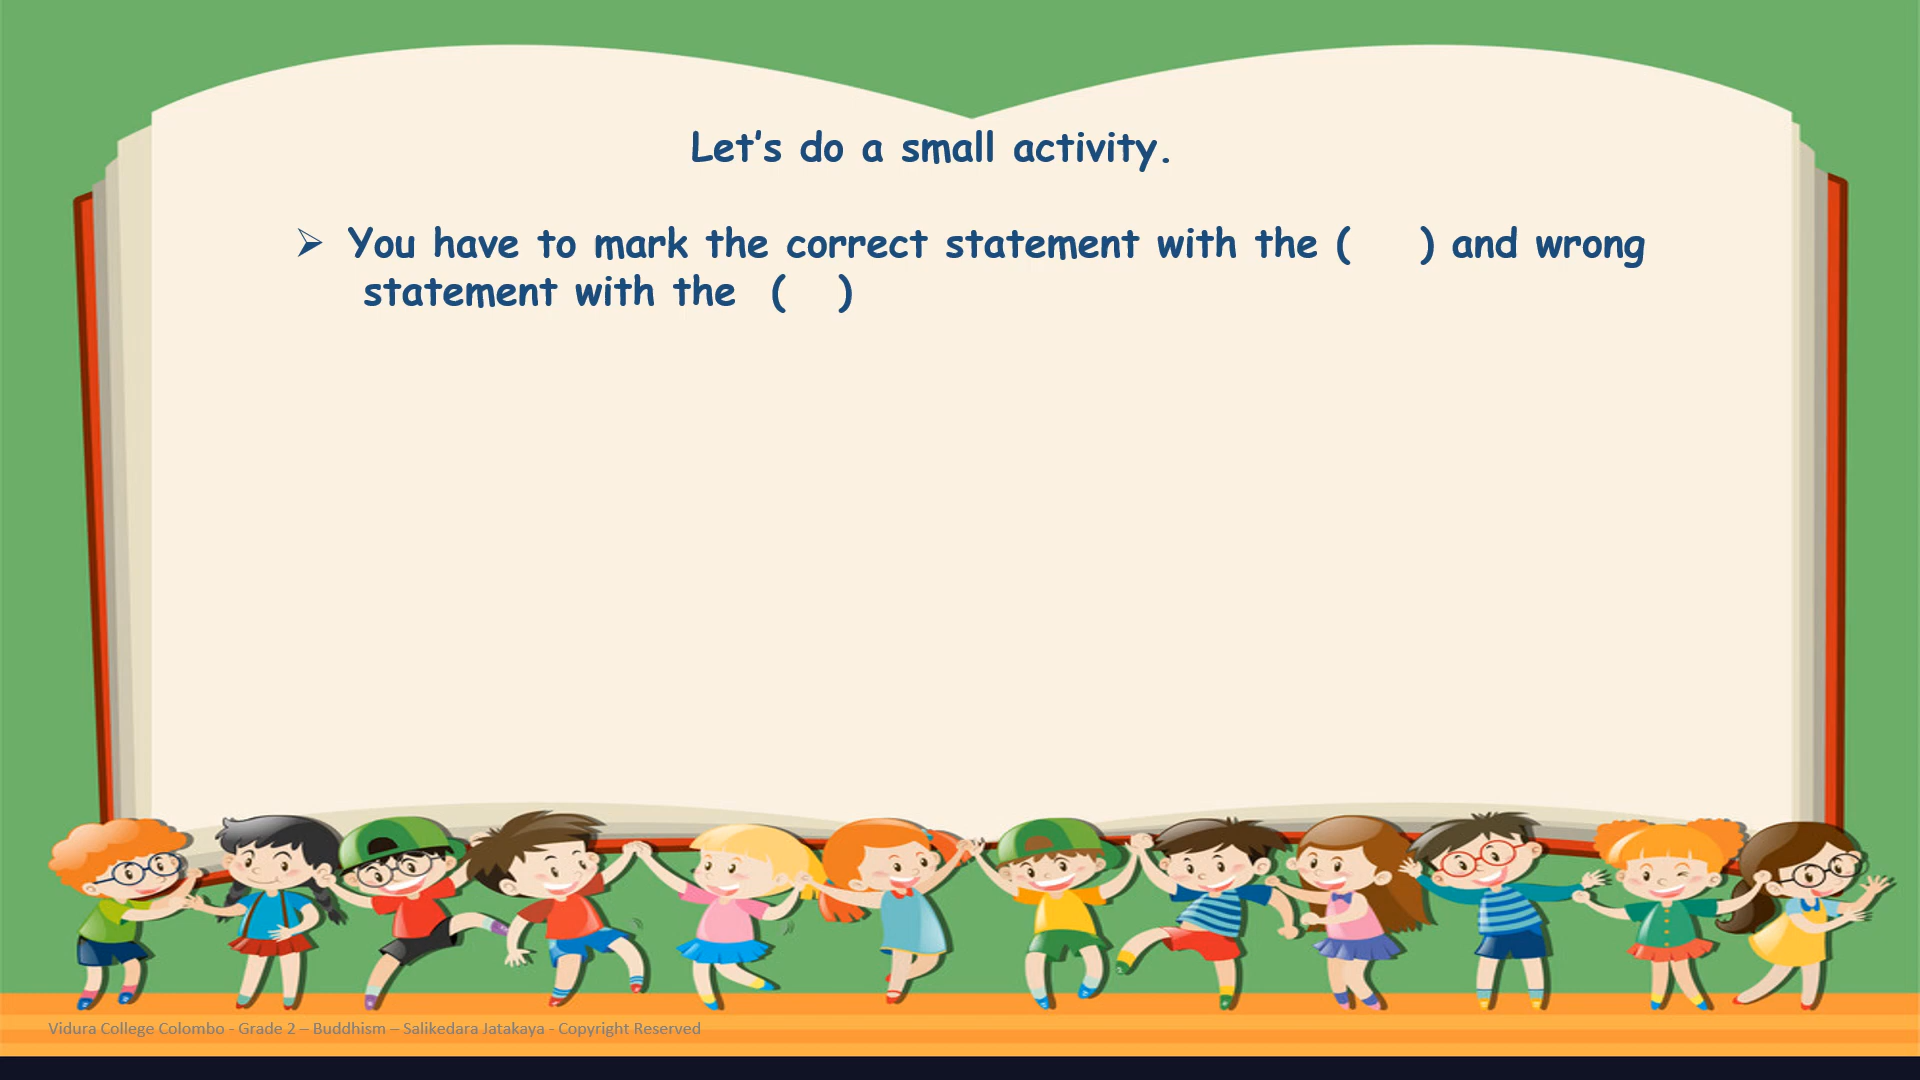 Let's do a small activity.
➢ You have to mark the correct statement with the (    ) and wrong
statement with the (   )
Vidura College Colombo - Grade 2 – Buddhism – Salikedara Jatakaya - Copyright Reserved